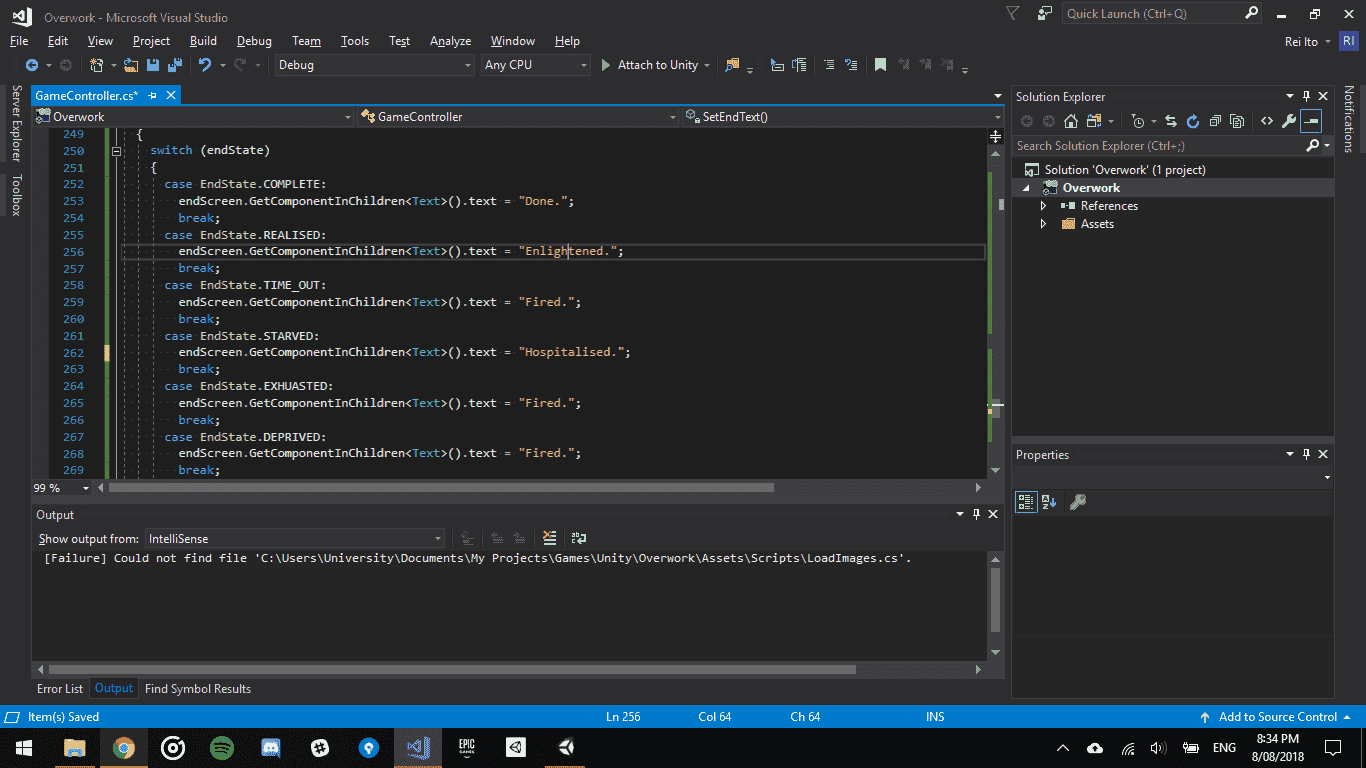 Overwork - Microsoft Visual Studio
Quick Launch (Ctrl+Q)
File Edit View Project Build Debug Team Tools Test Analyze Window Help
Rei Ito RI
Debug Any CPU Attach to Unity
Server Explorer
Toolbox
GameController.cs*
Overwork GameController SetEndText()
249 {
250 switch (endState)
251 {
252 case EndState.COMPLETE:
253 endScreen.GetComponentInChildren<Text>().text = "Done.";
254 break;
255 case EndState.REALISED:
256 endScreen.GetComponentInChildren<Text>().text = "Enlightened.";
257 break;
258 case EndState.TIME_OUT:
259 endScreen.GetComponentInChildren<Text>().text = "Fired.";
260 break;
261 case EndState.STARVED:
262 endScreen.GetComponentInChildren<Text>().text = "Hospitalised.";
263 break;
264 case EndState.EXHUASTED:
265 endScreen.GetComponentInChildren<Text>().text = "Fired.";
266 break;
267 case EndState.DEPRIVED:
268 endScreen.GetComponentInChildren<Text>().text = "Fired.";
269 break;
99 %
Output
Show output from: IntelliSense
[Failure] Could not find file 'C:\Users\University\Documents\My Projects\Games\Unity\Overwork\Assets\Scripts\LoadImages.cs'.
Error List Output Find Symbol Results
Solution Explorer
Search Solution Explorer (Ctrl+;)
Solution 'Overwork' (1 project)
Overwork
References
Assets
Properties
Notifications
Item(s) Saved Ln 256 Col 64 Ch 64 INS Add to Source Control
EPIC
GAMES
ENG
8:34 PM
8/08/2018